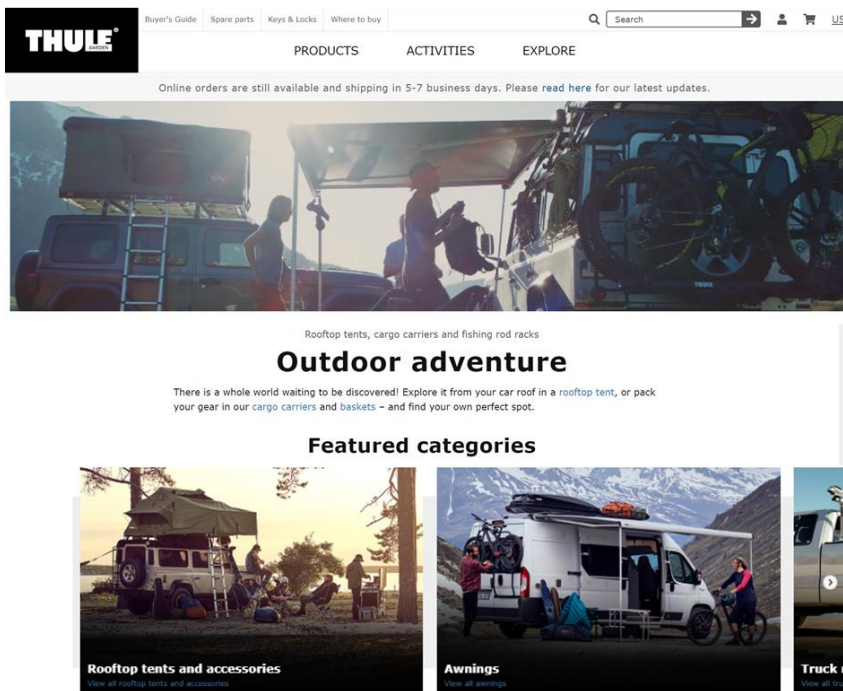 Buyer's Guide Spare parts Keys & Locks Where to buy Search US
THULE®
SWEDEN
PRODUCTS ACTIVITIES EXPLORE
Online orders are still available and shipping in 5-7 business days. Please read here for our latest updates.
THULE
Rooftop tents, cargo carriers and fishing rod racks
Outdoor adventure
There is a whole world waiting to be discovered! Explore it from your car roof in a rooftop tent, or pack
your gear in our cargo carriers and baskets – and find your own perfect spot.
Featured categories
Rooftop tents and accessories Awnings Truck
View all rooftop tents and accessories View all awnings View all